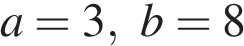 a = 3, b = 8